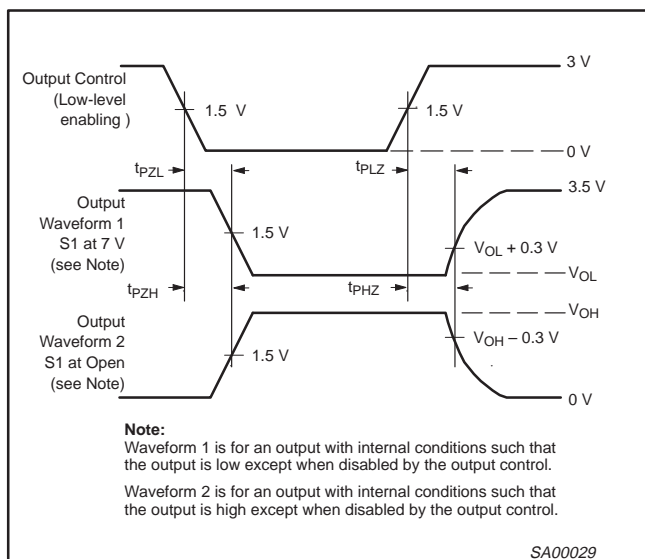 Output Control
(Low-level
enabling )
3 V
1.5 V
1.5 V
0 V
tPZL
tPLZ
3.5 V
Output
Waveform 1
S1 at 7 V
(see Note)
1.5 V
VOL + 0.3 V
VOL
tPZH
tPHZ
VOH
Output
Waveform 2
S1 at Open
(see Note)
1.5 V
VOH – 0.3 V
0 V
Note:
Waveform 1 is for an output with internal conditions such that
the output is low except when disabled by the output control.
Waveform 2 is for an output with internal conditions such that
the output is high except when disabled by the output control.
SA00029